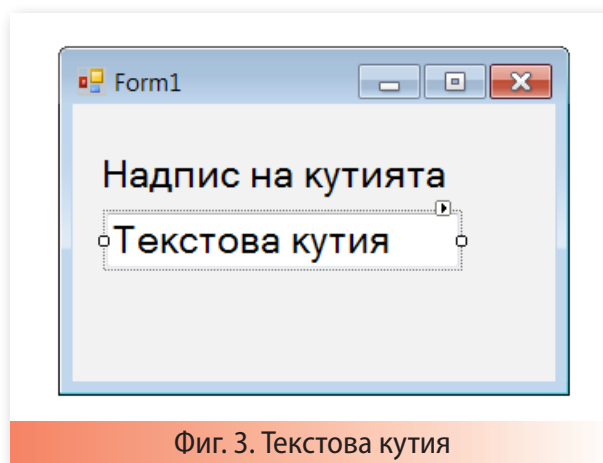 Form1
Надпис на кутията
Текстова кутия
Фиг. 3. Текстова кутия